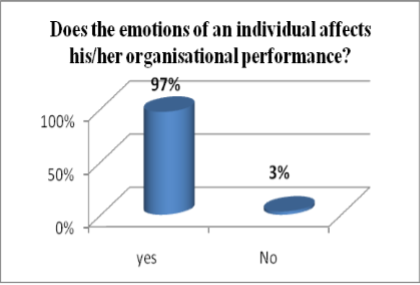 Does the emotions of an individual affects
his/her organisational performance?
97%
100%
3%
50%
0%
yes
No